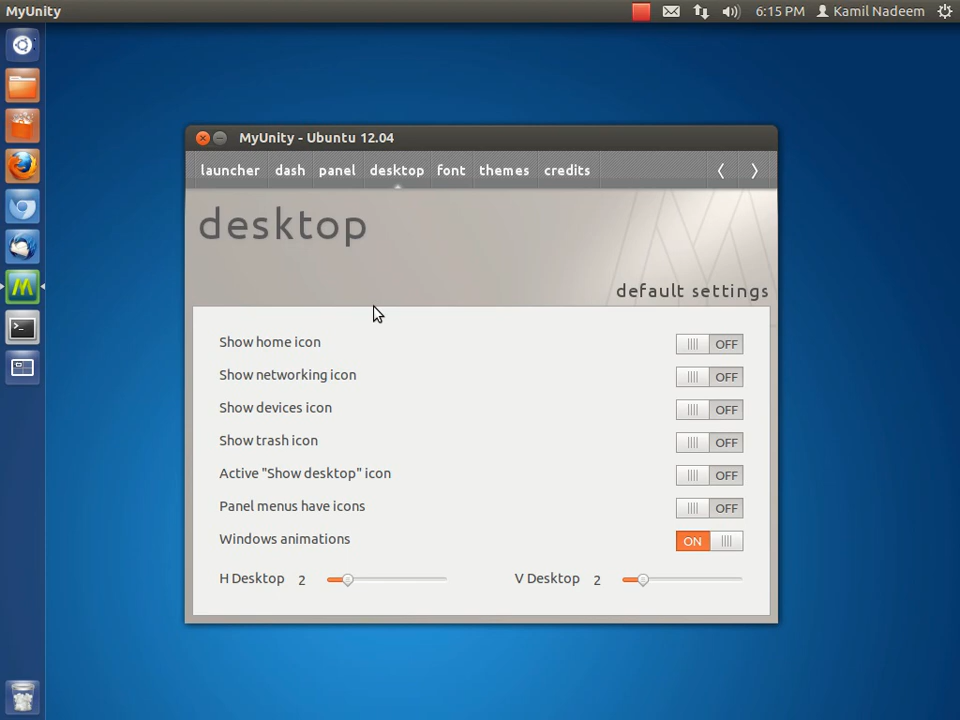 MyUnity 6:15 PM Kamil Nadeem
MyUnity - Ubuntu 12.04
launcher dash panel desktop font themes credits
desktop
default settings
Show home icon OFF
Show networking icon OFF
Show devices icon OFF
Show trash icon OFF
Active "Show desktop" icon OFF
Panel menus have icons OFF
Windows animations ON
H Desktop 2 V Desktop 2